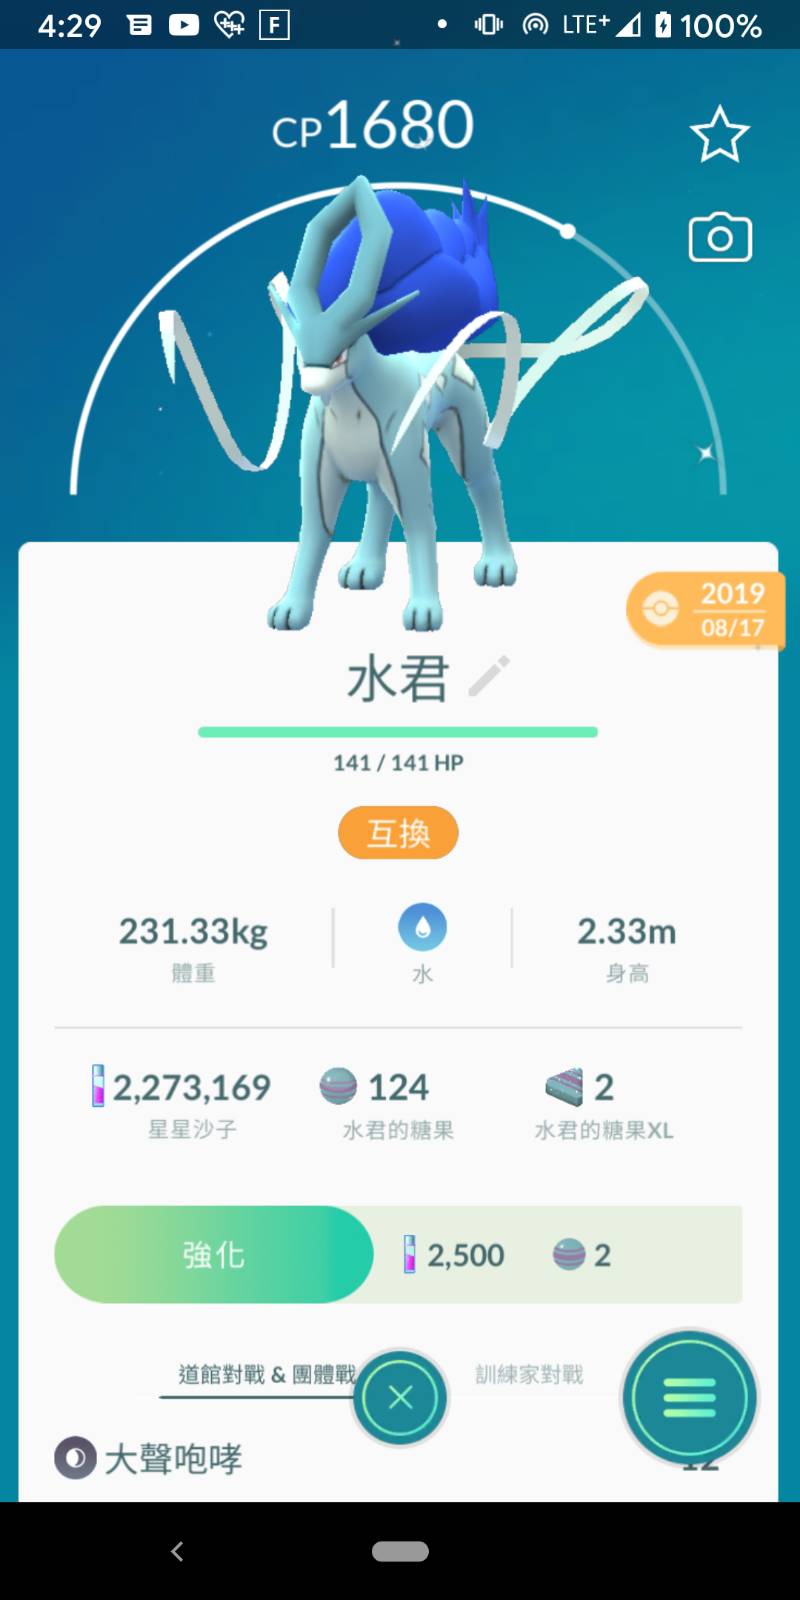 4:29 F LTE+ 100%
CP1680
2019
08/17
水君
141 / 141 HP
互換
231.33kg 水 2.33m
體重 身高
2,273,169 124 2
星星沙子 水君的糖果 水君的糖果XL
強化 2,500 2
道館對戰 & 團體戰 訓練家對戰
大聲咆哮 12